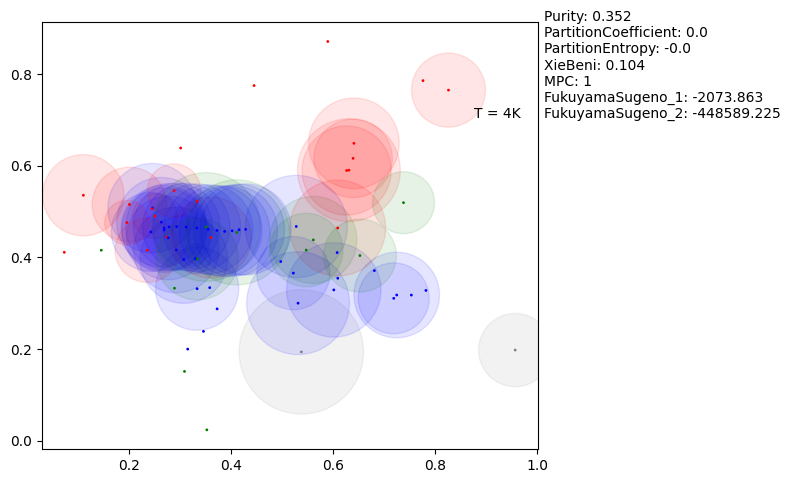 Purity: 0.352
PartitionCoefficient: 0.0
PartitionEntropy: -0.0
XieBeni: 0.104
MPC: 1
FukuyamaSugeno_1: -2073.863
FukuyamaSugeno_2: -448589.225
T = 4K
0.8
0.6
0.4
0.2
0.0
0.2
0.4
0.6
0.8
1.0